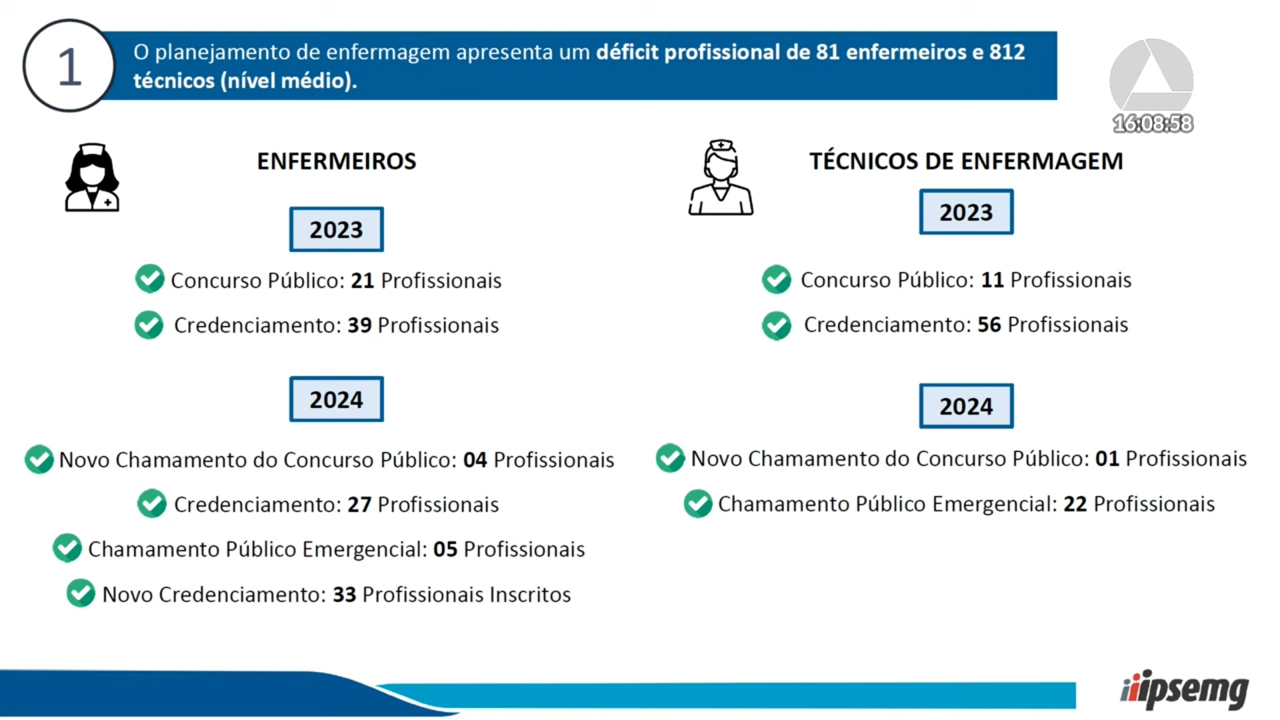 1
O planejamento de enfermagem apresenta um déficit profissional de 81 enfermeiros e 812
técnicos (nível médio).
16:08:58
ENFERMEIROS
2023
Concurso Público: 21 Profissionais
Credenciamento: 39 Profissionais
2024
Novo Chamamento do Concurso Público: 04 Profissionais
Credenciamento: 27 Profissionais
Chamamento Público Emergencial: 05 Profissionais
Novo Credenciamento: 33 Profissionais Inscritos
TÉCNICOS DE ENFERMAGEM
2023
Concurso Público: 11 Profissionais
Credenciamento: 56 Profissionais
2024
Novo Chamamento do Concurso Público: 01 Profissionais
Chamamento Público Emergencial: 22 Profissionais
ipsemg